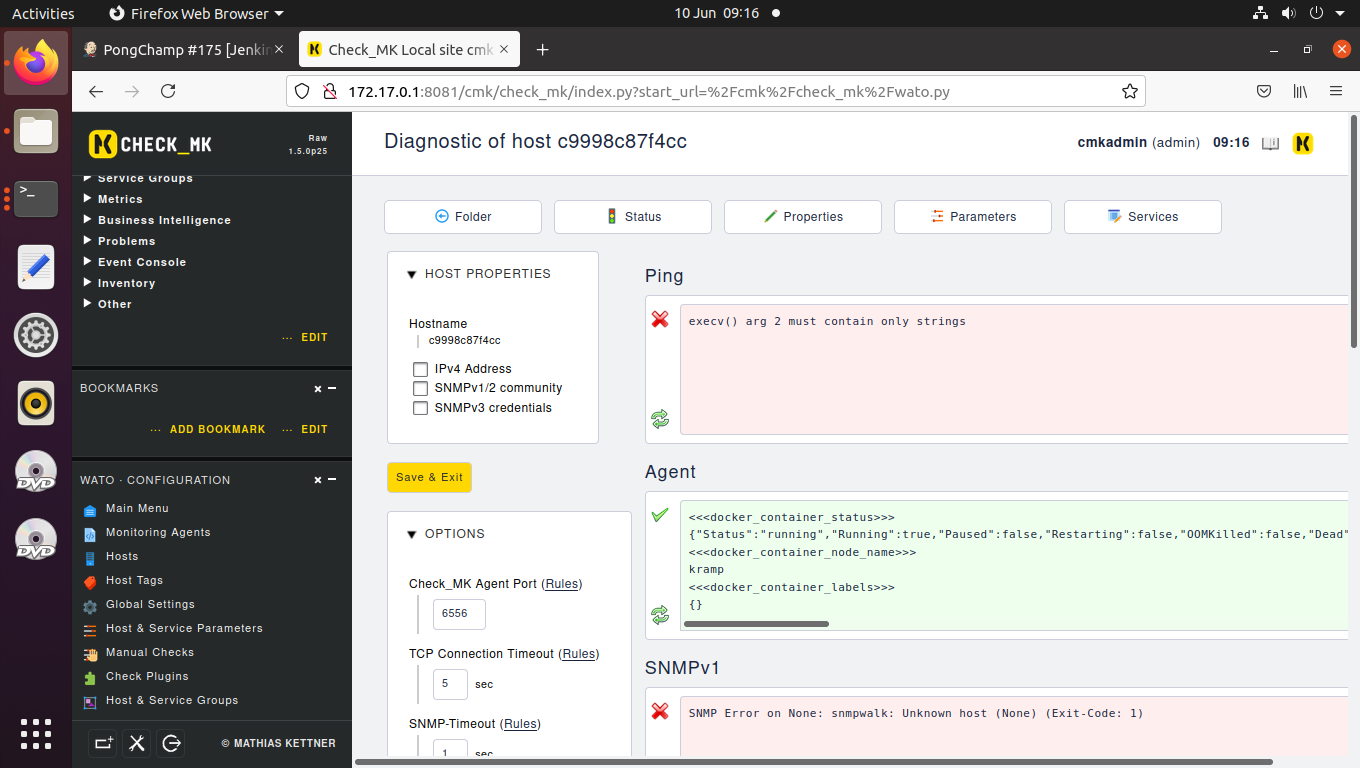 Activities
Firefox Web Browser
10 Jun 09:16
PongChamp #175 [Jenkin
Check_MK Local site cmk
172.17.0.1:8081/cmk/check_mk/index.py?start_url=%2Fcmk%2Fcheck_mk%2Fwato.py
CHECK_MK
Raw
1.5.0p25
Service Groups
Metrics
Business Intelligence
Problems
Event Console
Inventory
Other
··· EDIT
BOOKMARKS
··· ADD BOOKMARK ··· EDIT
WATO · CONFIGURATION
Main Menu
Monitoring Agents
Hosts
Host Tags
Global Settings
Host & Service Parameters
Manual Checks
Check Plugins
Host & Service Groups
© MATHIAS KETTNER
Diagnostic of host c9998c87f4cc
cmkadmin (admin) 09:16
Folder
Status
Properties
Parameters
Services
HOST PROPERTIES
Hostname
c9998c87f4cc
IPv4 Address
SNMPv1/2 community
SNMPv3 credentials
Save & Exit
OPTIONS
Check_MK Agent Port (Rules)
6556
TCP Connection Timeout (Rules)
5 sec
SNMP-Timeout (Rules)
1 sec
Ping
execv() arg 2 must contain only strings
Agent
<<<docker_container_status>>>
{"Status":"running","Running":true,"Paused":false,"Restarting":false,"OOMKilled":false,"Dead"
<<<docker_container_node_name>>>
kramp
<<<docker_container_labels>>>
{}
SNMPv1
SNMP Error on None: snmpwalk: Unknown host (None) (Exit-Code: 1)
DVD
DVD